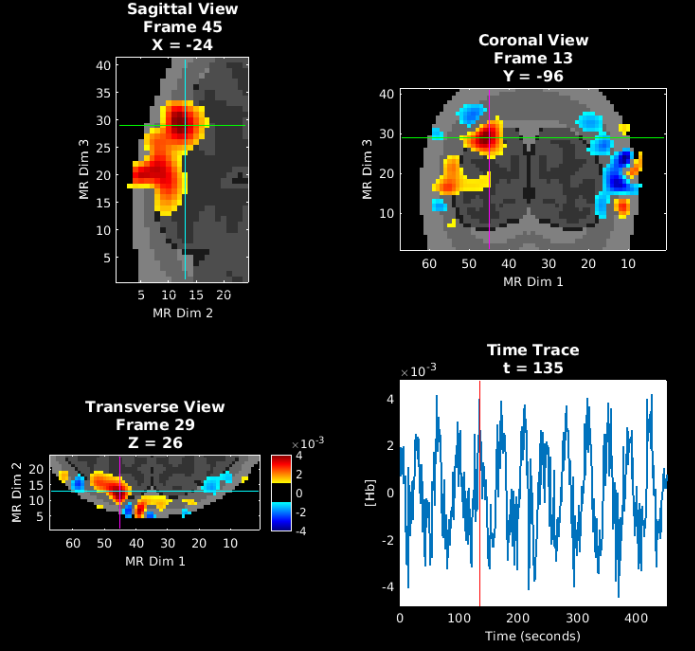 Sagittal View
Frame 45
X = -24
40
35
30
25
20
15
10
5
MR Dim 3
5 10 15 20
MR Dim 2
Coronal View
Frame 13
Y = -96
40
30
20
10
MR Dim 3
60 50 40 30 20 10
MR Dim 1
Transverse View
Frame 29
Z = 26
20
15
10
5
MR Dim 2
60 50 40 30 20 10
MR Dim 1
×10⁻³
4
2
0
-2
-4
Time Trace
t = 135
×10⁻³
4
2
0
-2
-4
[Hb]
0 100 200 300 400
Time (seconds)